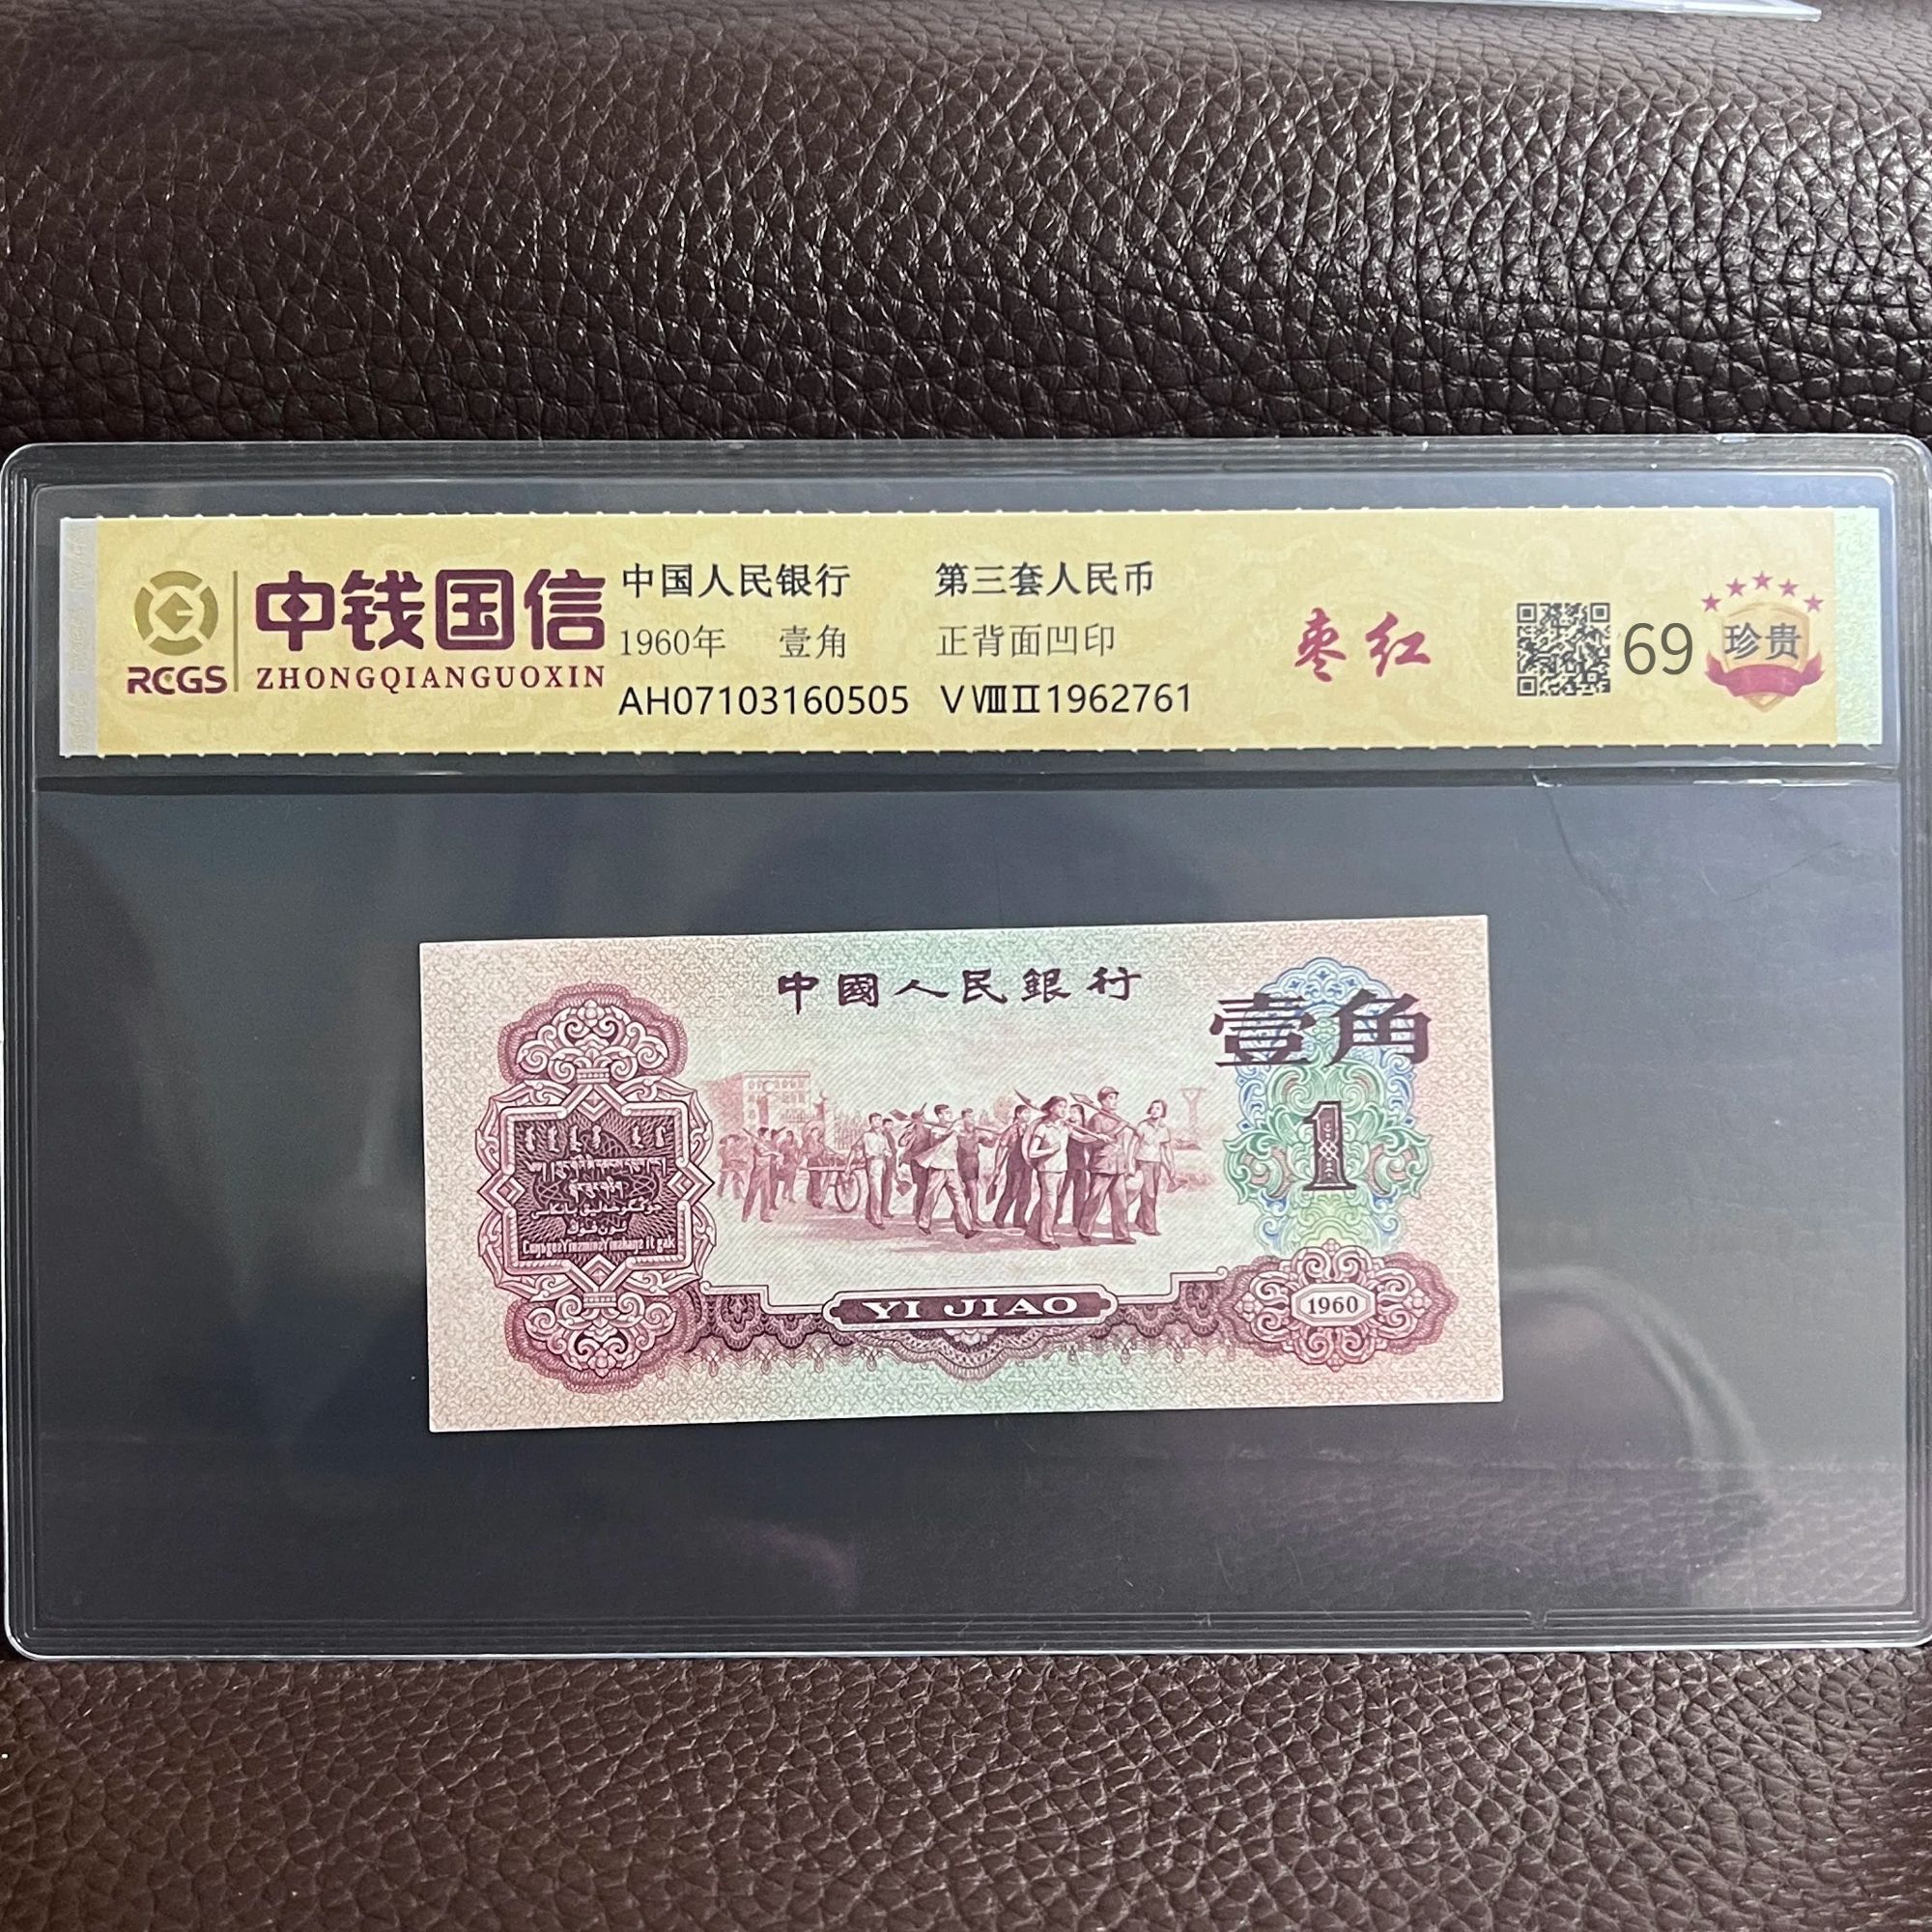 RCGS
中钱国信
ZHONGQIANGUOXIN
中国人民银行 第三套人民币
1960年 壹角 正背面凹印
AH07103160505 ⅤⅧⅡ1962761
枣红
69
珍贵
中國人民銀行
壹角
1
YI JIAO
1960